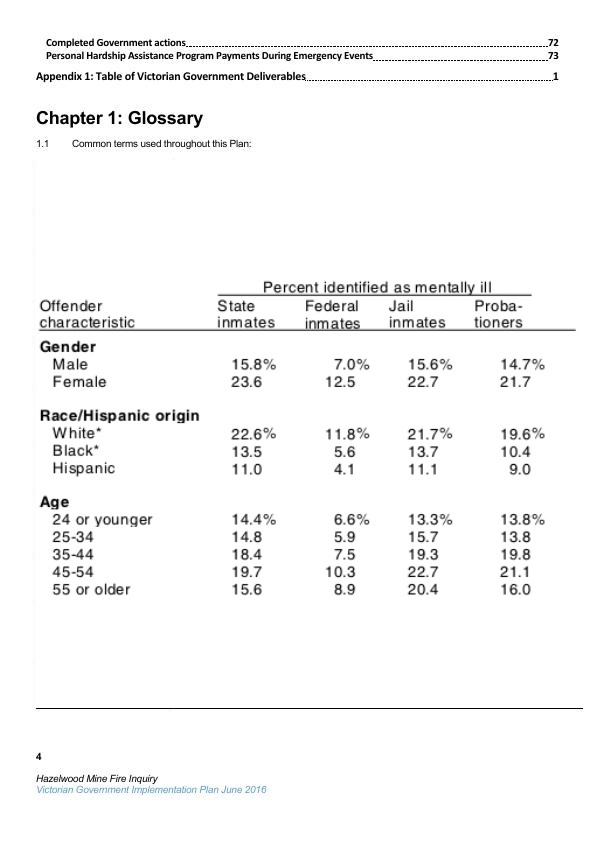 Completed Government actions 72
Personal Hardship Assistance Program Payments During Emergency Events 73
Appendix 1: Table of Victorian Government Deliverables 1
Chapter 1: Glossary
1.1 Common terms used throughout this Plan:
Percent identified as mentally ill
Offender State Federal Jail Proba-
characteristic inmates inmates inmates tioners
Gender
Male 15.8% 7.0% 15.6% 14.7%
Female 23.6 12.5 22.7 21.7
Race/Hispanic origin
White* 22.6% 11.8% 21.7% 19.6%
Black* 13.5 5.6 13.7 10.4
Hispanic 11.0 4.1 11.1 9.0
Age
24 or younger 14.4% 6.6% 13.3% 13.8%
25-34 14.8 5.9 15.7 13.8
35-44 18.4 7.5 19.3 19.8
45-54 19.7 10.3 22.7 21.1
55 or older 15.6 8.9 20.4 16.0
4
Hazelwood Mine Fire Inquiry
Victorian Government Implementation Plan June 2016